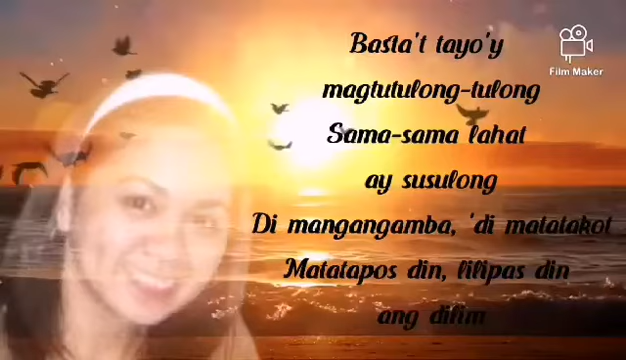 Basta't tayo'y
Film Maker
magtutulong-tulong
Sama-sama lahat
ay susulong
Di mangangamba, 'di matatakot
Matatapos din, lilipas din
ang dilim